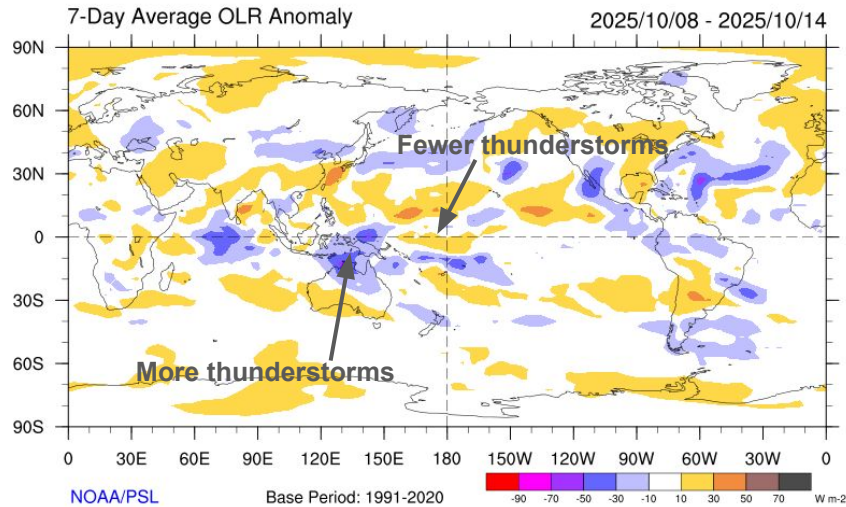 7-Day Average OLR Anomaly 2025/10/08 - 2025/10/14
90N
60N
Fewer thunderstorms
30N
0
30S
More thunderstorms
60S
90S
0 30E 60E 90E 120E 150E 180 150W 120W 90W 60W 30W 0
NOAA/PSL Base Period: 1991-2020
-90 -70 -50 -30 -10 10 30 50 70 W m-2